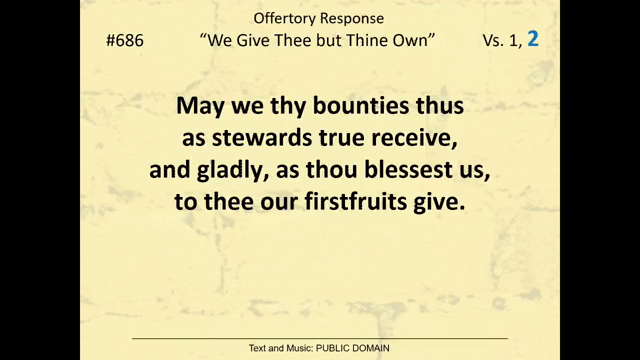 Offertory Response
#686 “We Give Thee but Thine Own” Vs. 1, 2
May we thy bounties thus
as stewards true receive,
and gladly, as thou blessest us,
to thee our firstfruits give.
Text and Music: PUBLIC DOMAIN